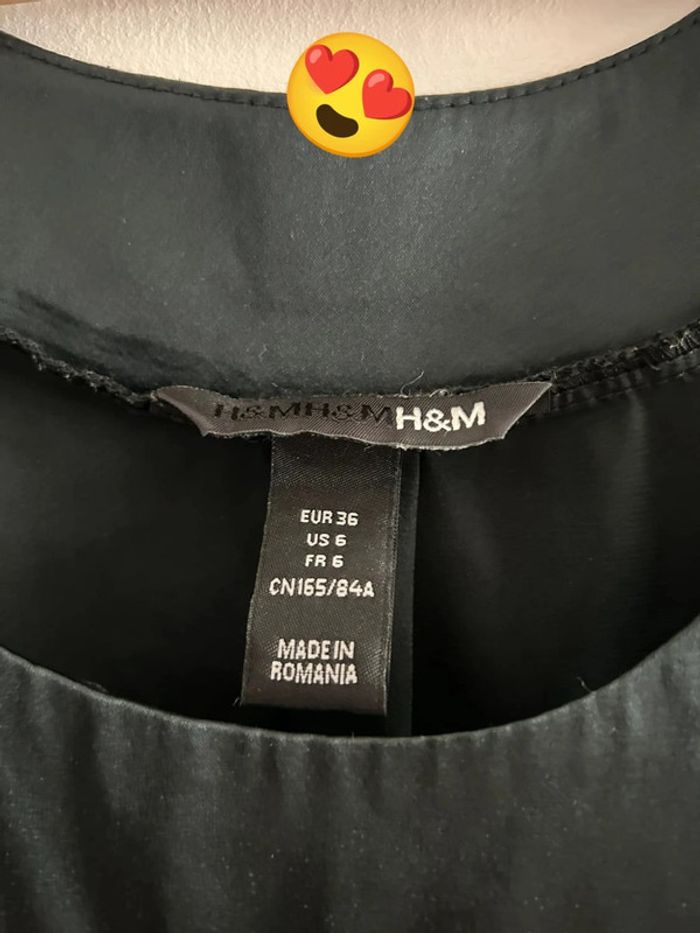 H&MH&MH&M
EUR 36
US 6
FR 6
CN165/84A
MADE IN
ROMANIA